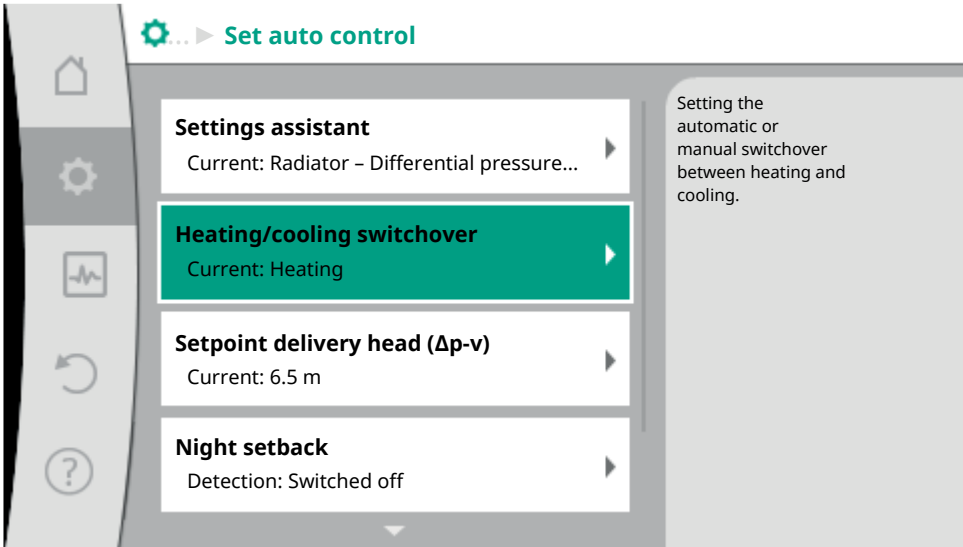 ... Set auto control
Settings assistant
Current: Radiator – Differential pressure...
Heating/cooling switchover
Current: Heating
Setpoint delivery head (Δp-v)
Current: 6.5 m
Night setback
Detection: Switched off
Setting the
automatic or
manual switchover
between heating and
cooling.
?